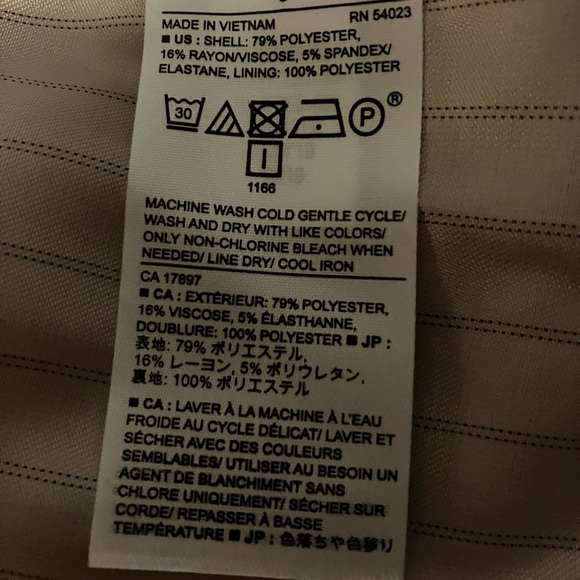 MADE IN VIETNAM RN 54023
■ US : SHELL: 79% POLYESTER,
16% RAYON/VISCOSE, 5% SPANDEX/
ELASTANE, LINING: 100% POLYESTER
30 P ®
I
1166
MACHINE WASH COLD GENTLE CYCLE/
WASH AND DRY WITH LIKE COLORS/
ONLY NON-CHLORINE BLEACH WHEN
NEEDED/ LINE DRY/ COOL IRON
CA 17897
■ CA : EXTÉRIEUR: 79% POLYESTER,
16% VISCOSE, 5% ÉLASTHANNE,
DOUBLURE: 100% POLYESTER ■ JP :
表地: 79% ポリエステル,
16% レーヨン, 5% ポリウレタン,
裏地: 100% ポリエステル
■ CA : LAVER À LA MACHINE À L'EAU
FROIDE AU CYCLE DÉLICAT/ LAVER ET
SÉCHER AVEC DES COULEURS
SEMBLABLES/ UTILISER AU BESOIN UN
AGENT DE BLANCHIMENT SANS
CHLORE UNIQUEMENT/ SÉCHER SUR
CORDE/ REPASSER À BASSE
TEMPÉRATURE ■ JP : 色落ちや色移り